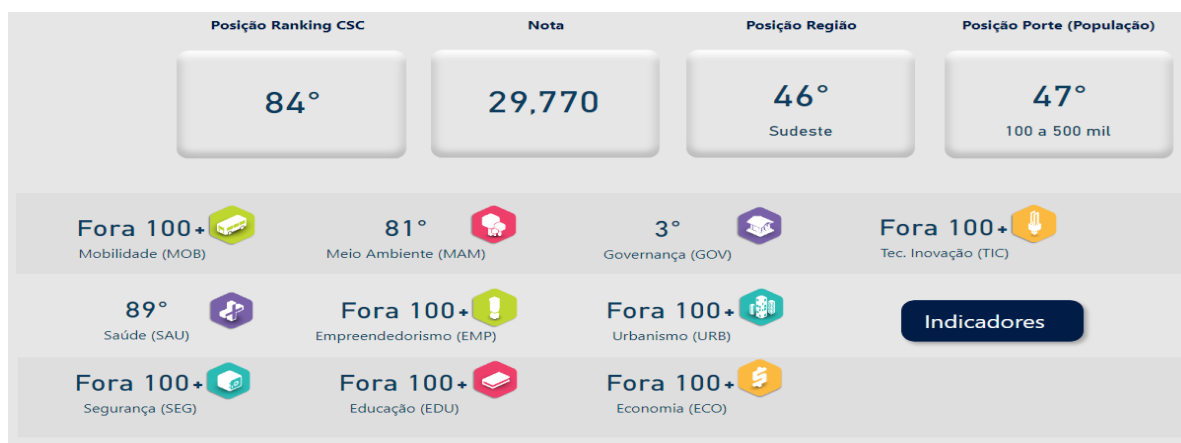 Posição Ranking CSC
Nota
Posição Região
Posição Porte (População)
84°
29,770
46°
Sudeste
47°
100 a 500 mil
Fora 100+
Mobilidade (MOB)
81°
Meio Ambiente (MAM)
3°
Governança (GOV)
Fora 100+
Tec. Inovação (TIC)
89°
Saúde (SAU)
Fora 100+
Empreendedorismo (EMP)
Fora 100+
Urbanismo (URB)
Indicadores
Fora 100+
Segurança (SEG)
Fora 100+
Educação (EDU)
Fora 100+
Economia (ECO)